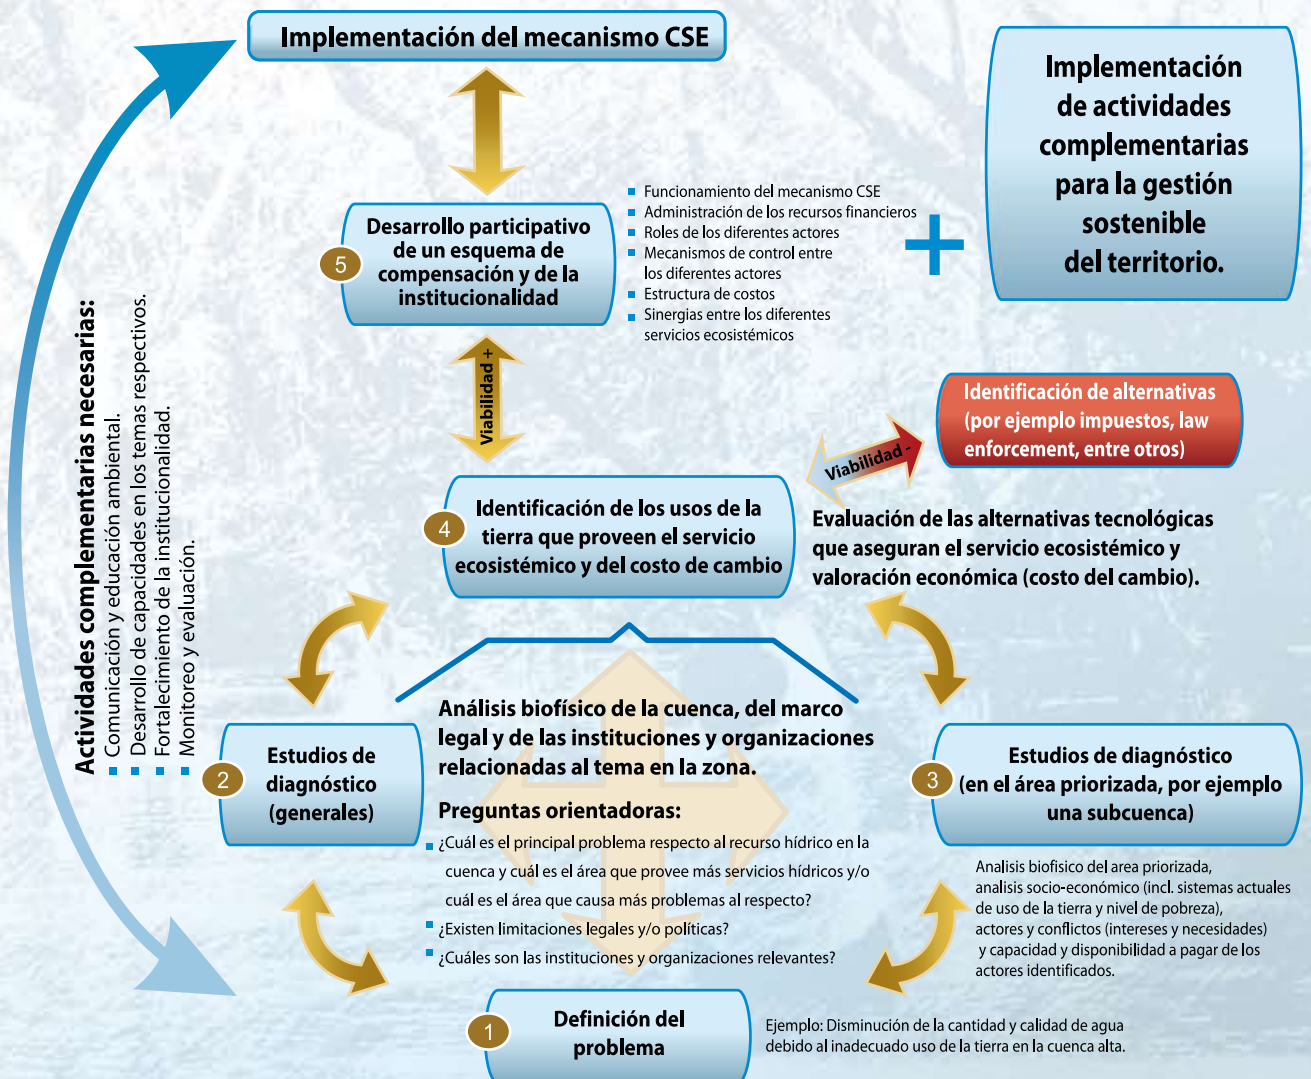 Implementación del mecanismo CSE
Implementación
de actividades
complementarias
para la gestión
sostenible
del territorio.
+
5
Desarrollo participativo
de un esquema de
compensación y de la
institucionalidad
Funcionamiento del mecanismo CSE
Administración de los recursos financieros
Roles de los diferentes actores
Mecanismos de control entre
los diferentes actores
Estructura de costos
Sinergias entre los diferentes
servicios ecosistémicos
Actividades complementarias necesarias:
Comunicación y educación ambiental.
Desarrollo de capacidades en los temas respectivos.
Fortalecimiento de la institucionalidad.
Monitoreo y evaluación.
Viabilidad +
Viabilidad -
Identificación de alternativas
(por ejemplo impuestos, law
enforcement, entre otros)
4
Identificación de los usos de la
tierra que proveen el servicio
ecosistémico y del costo de cambio
Evaluación de las alternativas tecnológicas
que aseguran el servicio ecosistémico y
valoración económica (costo del cambio).
2
Estudios de
diagnóstico
(generales)
Análisis biofísico de la cuenca, del marco
legal y de las instituciones y organizaciones
relacionadas al tema en la zona.
Preguntas orientadoras:
¿Cuál es el principal problema respecto al recurso hídrico en la
cuenca y cuál es el área que provee más servicios hídricos y/o
cuál es el área que causa más problemas al respecto?
¿Existen limitaciones legales y/o políticas?
¿Cuáles son las instituciones y organizaciones relevantes?
3
Estudios de diagnóstico
(en el área priorizada, por ejemplo
una subcuenca)
Analisis biofisico del area priorizada,
analisis socio-económico (incl. sistemas actuales
de uso de la tierra y nivel de pobreza),
actores y conflictos (intereses y necesidades)
y capacidad y disponibilidad a pagar de los
actores identificados.
1
Definición del
problema
Ejemplo: Disminución de la cantidad y calidad de agua
debido al inadecuado uso de la tierra en la cuenca alta.